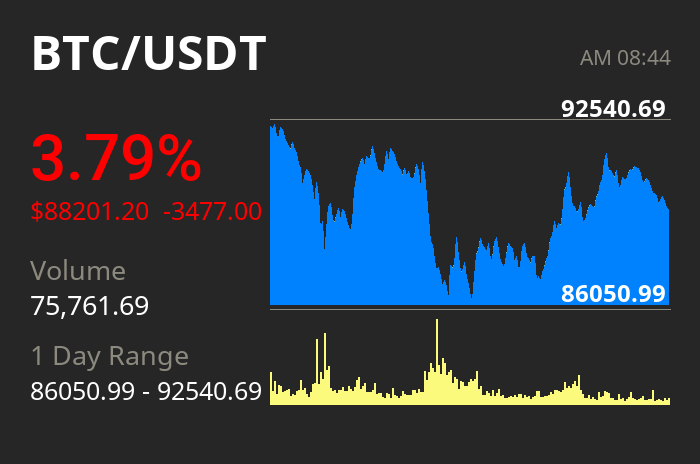 BTC/USDT
AM 08:44
92540.69
3.79%
$88201.20 -3477.00
Volume
75,761.69
86050.99
1 Day Range
86050.99 - 92540.69